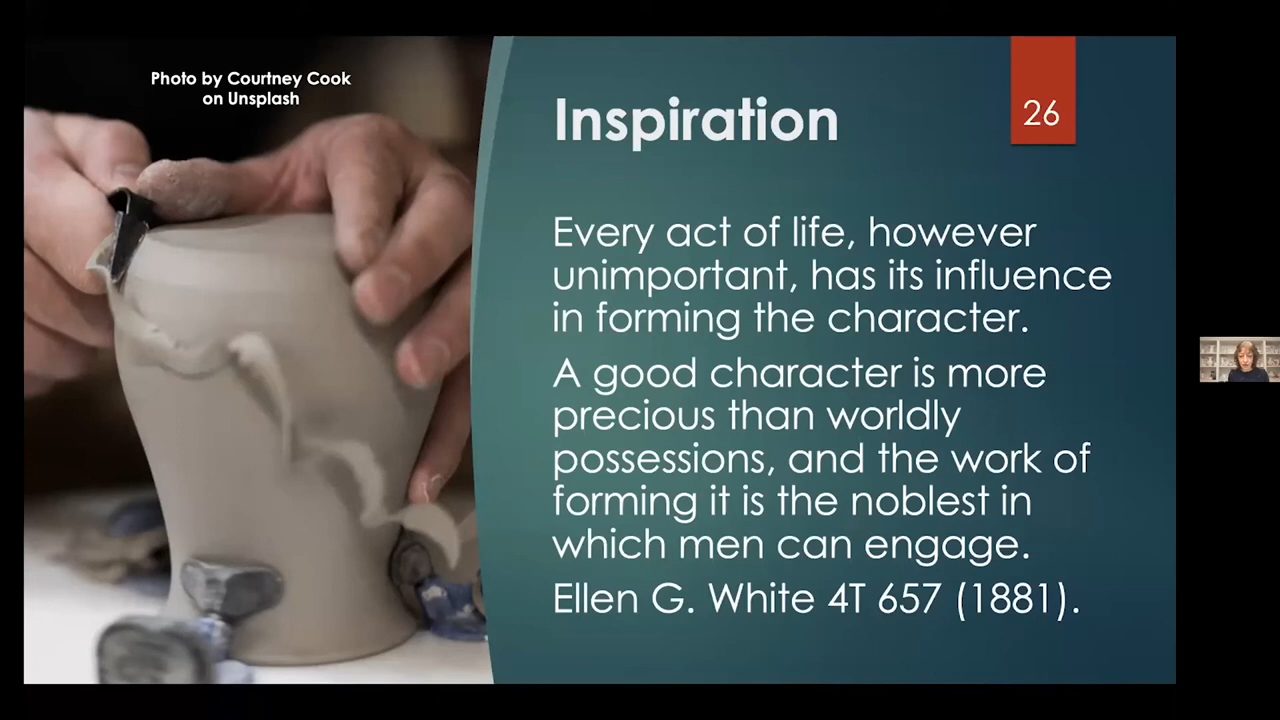 Photo by Courtney Cook
on Unsplash
Inspiration
26
Every act of life, however
unimportant, has its influence
in forming the character.
A good character is more
precious than worldly
possessions, and the work of
forming it is the noblest in
which men can engage.
Ellen G. White 4T 657 (1881).